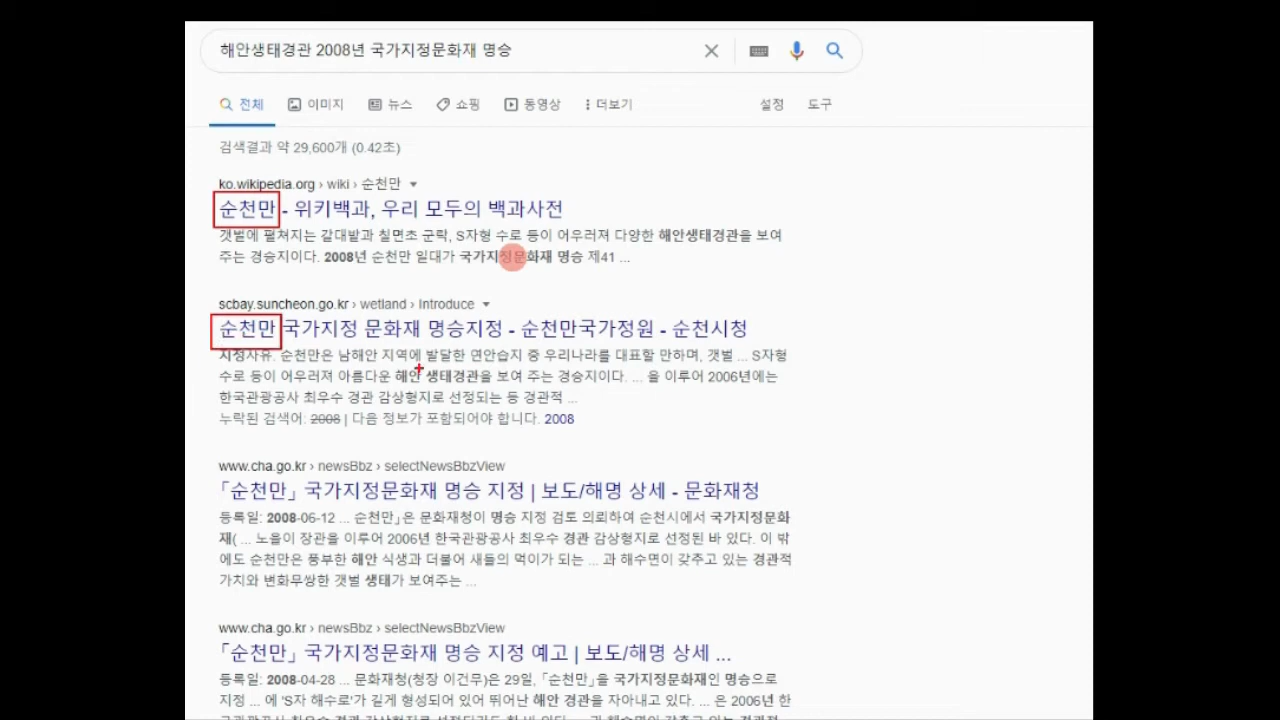 해안생태경관 2008년 국가지정문화재 명승
전체 이미지 뉴스 쇼핑 동영상 더보기 설정 도구
검색결과 약 29,600개 (0.42초)
ko.wikipedia.org › wiki › 순천만
순천만 - 위키백과, 우리 모두의 백과사전
갯벌에 펼쳐지는 갈대밭과 칠면초 군락, S자형 수로 등이 어우러져 다양한 해안생태경관을 보여
주는 경승지이다. 2008년 순천만 일대가 국가지정문화재 명승 제41 ...
scbay.suncheon.go.kr › wetland › Introduce
순천만 국가지정 문화재 명승지정 - 순천만국가정원 - 순천시청
지정사유. 순천만은 남해안 지역에 발달한 연안습지 중 우리나라를 대표할 만하며, 갯벌 ... S자형
수로 등이 어우러져 아름다운 해안 생태경관을 보여 주는 경승지이다. ... 을 이루어 2006년에는
한국관광공사 최우수 경관 감상형지로 선정되는 등 경관적 ...
누락된 검색어: 2008 | 다음 정보가 포함되어야 합니다. 2008
www.cha.go.kr › newsBbz › selectNewsBbzView
「순천만」 국가지정문화재 명승 지정 | 보도/해명 상세 - 문화재청
등록일: 2008-06-12 ... 순천만」은 문화재청이 명승 지정 검토 의뢰하여 순천시에서 국가지정문화
재( ... 노을이 장관을 이루어 2006년 한국관광공사 최우수 경관 감상형지로 선정된 바 있다. 이 밖
에도 순천만은 풍부한 해안 식생과 더불어 새들의 먹이가 되는 ... 과 해수면이 갖추고 있는 경관적
가치와 변화무쌍한 갯벌 생태가 보여주는 ...
www.cha.go.kr › newsBbz › selectNewsBbzView
「순천만」 국가지정문화재 명승 지정 예고 | 보도/해명 상세 ...
등록일: 2008-04-28 ... 문화재청(청장 이건무)은 29일, 「순천만」을 국가지정문화재인 명승으로
지정 ... 에 'S자 해수로'가 길게 형성되어 있어 뛰어난 해안 경관을 자아내고 있다. ... 은 2006년 한